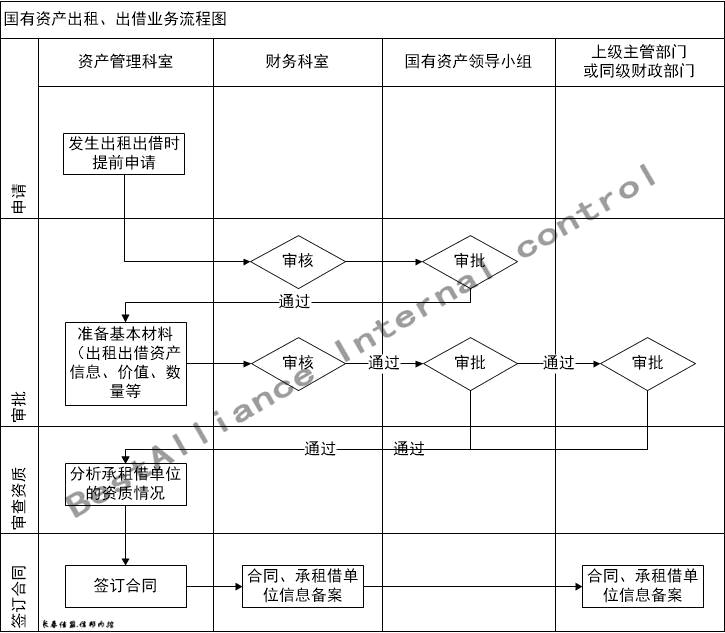 国有资产出租、出借业务流程图
资产管理科室
财务科室
国有资产领导小组
上级主管部门
或同级财政部门
申请
发生出租出借时
提前申请
审批
审核
审批
通过
准备基本材料
（出租出借资产
信息、价值、数
量等
审核
通过
审批
通过
审批
审查资质
通过
通过
分析承租借单位
的资质情况
签订合同
签订合同
合同、承租借单
位信息备案
合同、承租借单
位信息备案
BestAlliance Internal control